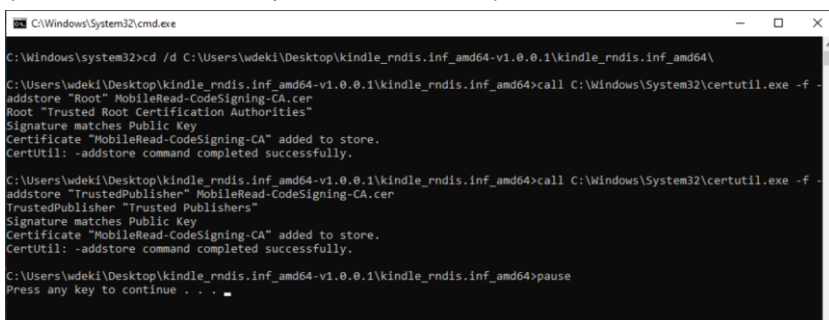 C:\Windows\System32\cmd.exe
C:\Windows\system32>cd /d C:\Users\wdeki\Desktop\kindle_rndis.inf_amd64-v1.0.0.1\kindle_rndis.inf_amd64\
C:\Users\wdeki\Desktop\kindle_rndis.inf_amd64-v1.0.0.1\kindle_rndis.inf_amd64>call C:\Windows\System32\certutil.exe -f -
addstore "Root" MobileRead-CodeSigning-CA.cer
Root "Trusted Root Certification Authorities"
Signature matches Public Key
Certificate "MobileRead-CodeSigning-CA" added to store.
CertUtil: -addstore command completed successfully.
C:\Users\wdeki\Desktop\kindle_rndis.inf_amd64-v1.0.0.1\kindle_rndis.inf_amd64>call C:\Windows\System32\certutil.exe -f -
addstore "TrustedPublisher" MobileRead-CodeSigning-CA.cer
TrustedPublisher "Trusted Publishers"
Signature matches Public Key
Certificate "MobileRead-CodeSigning-CA" added to store.
CertUtil: -addstore command completed successfully.
C:\Users\wdeki\Desktop\kindle_rndis.inf_amd64-v1.0.0.1\kindle_rndis.inf_amd64>pause
Press any key to continue . . .